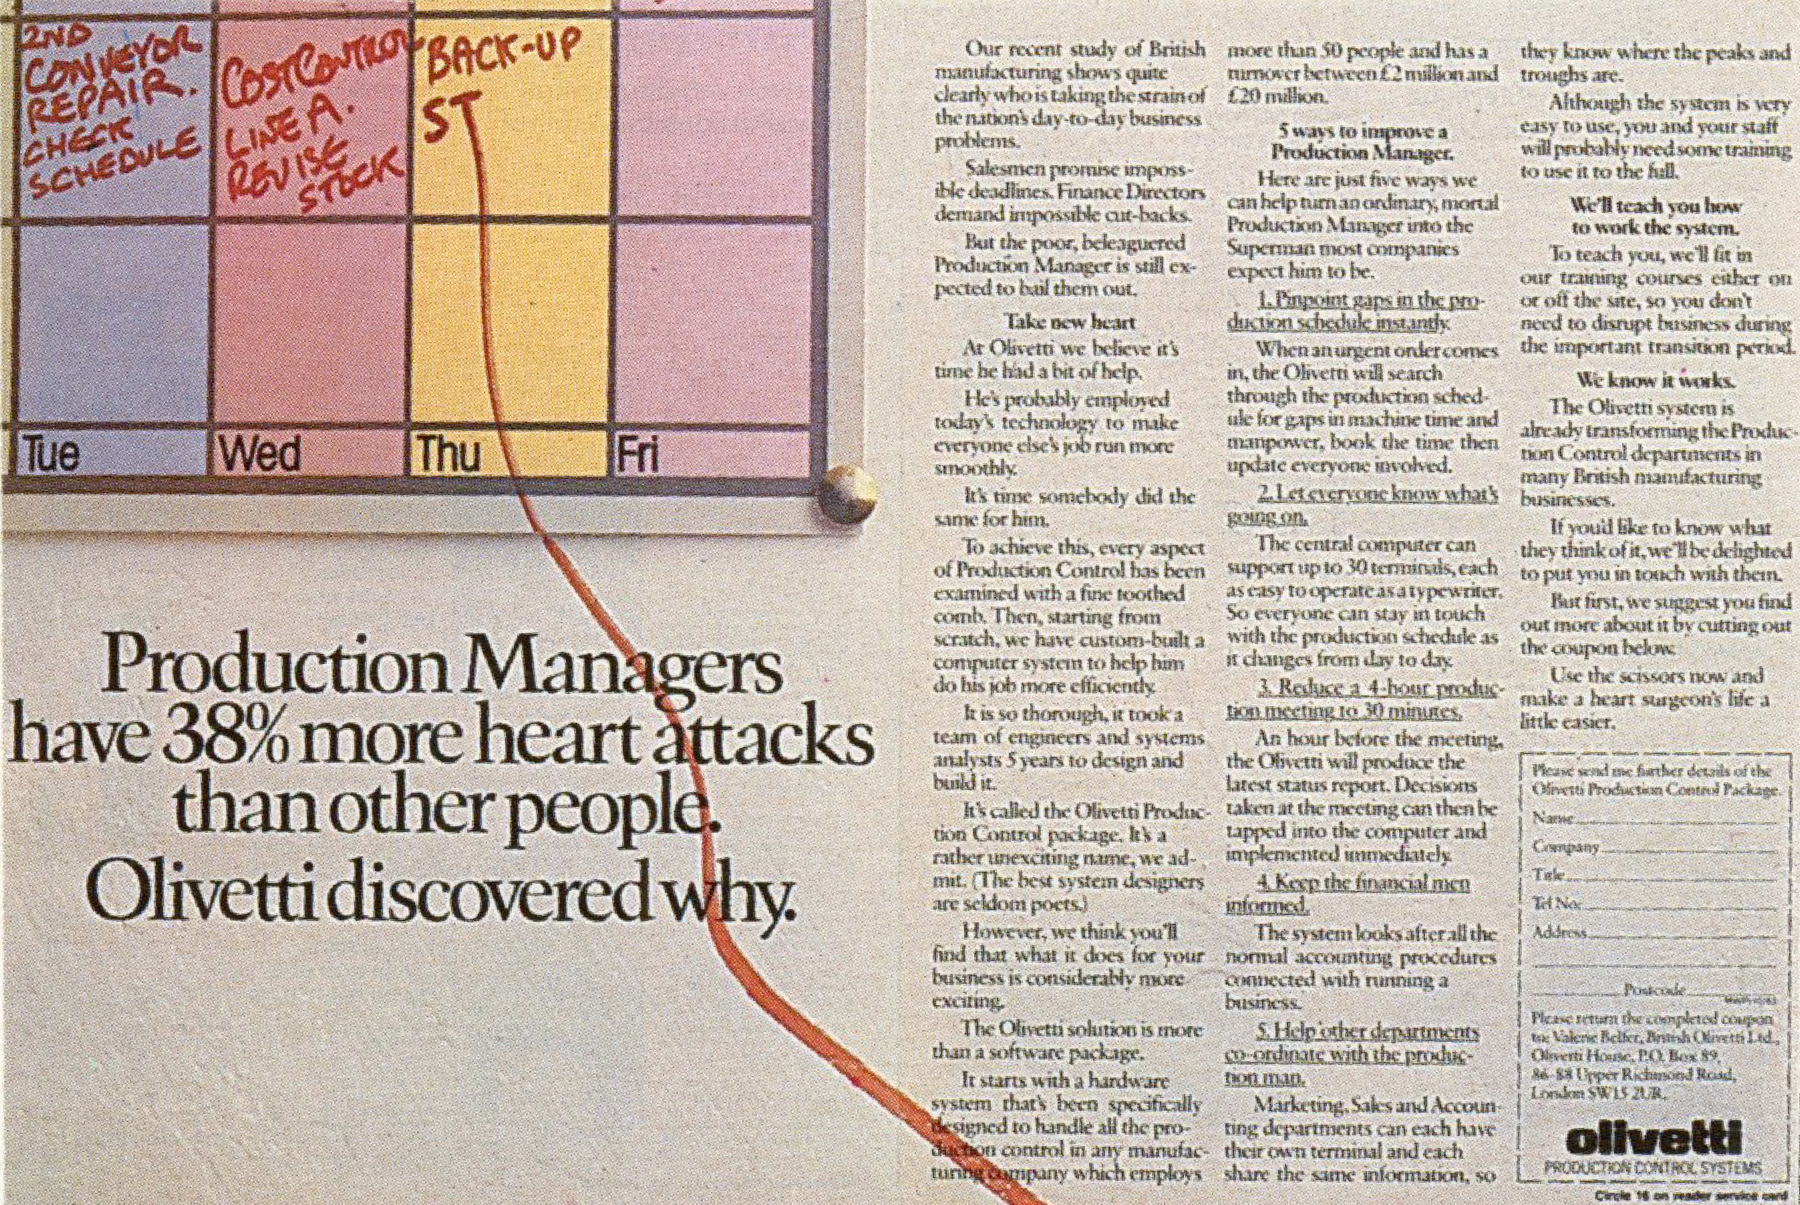 2ND
CONVEYOR
REPAIR.
CHECK
SCHEDULE
COST CONTROL
LINE A.
REVISE
STOCK
BACK-UP
ST
Tue
Wed
Thu
Fri
Production Managers
have 38% more heart attacks
than other people.
Olivetti discovered why.
Our recent study of British
manufacturing shows quite
clearly who is taking the strain of
the nation's day-to-day business
problems.
Salesmen promise imposs-
ible deadlines. Finance Directors
demand impossible cut-backs.
But the poor, beleaguered
Production Manager is still ex-
pected to bail them out.
Take new heart
At Olivetti we believe it's
time he had a bit of help.
He's probably employed
today's technology to make
everyone else's job run more
smoothly.
It's time somebody did the
same for him.
To achieve this, every aspect
of Production Control has been
examined with a fine toothed
comb. Then, starting from
scratch, we have custom-built a
computer system to help him
do his job more efficiently.
It is so thorough, it took a
team of engineers and systems
analysts 5 years to design and
build it.
It's called the Olivetti Produc-
tion Control package. It's a
rather unexciting name, we ad-
mit. (The best system designers
are seldom poets.)
However, we think you'll
find that what it does for your
business is considerably more
exciting.
The Olivetti solution is more
than a software package.
It starts with a hardware
system that's been specifically
designed to handle all the pro-
duction control in any manufac-
turing company which employs
more than 50 people and has a
turnover between £2 million and
£20 million.
5 ways to improve a
Production Manager.
Here are just five ways we
can help turn an ordinary, mortal
Production Manager into the
Superman most companies
expect him to be.
1. Pinpoint gaps in the pro-
duction schedule instantly.
When an urgent order comes
in, the Olivetti will search
through the production sched-
ule for gaps in machine time and
manpower, book the time then
update everyone involved.
2. Let everyone know what's
going on.
The central computer can
support up to 30 terminals, each
as easy to operate as a typewriter.
So everyone can stay in touch
with the production schedule as
it changes from day to day.
3. Reduce a 4-hour produc-
tion meeting to 30 minutes.
An hour before the meeting,
the Olivetti will produce the
latest status report. Decisions
taken at the meeting can then be
tapped into the computer and
implemented immediately.
4. Keep the financial men
informed.
The system looks after all the
normal accounting procedures
connected with running a
business.
5. Help other departments
co-ordinate with the produc-
tion man.
Marketing, Sales and Accoun-
ting departments can each have
their own terminal and each
share the same information, so
they know where the peaks and
troughs are.
Although the system is very
easy to use, you and your staff
will probably need some training
to use it to the full.
We'll teach you how
to work the system.
To teach you, we'll fit in
our training courses either on
or off the site, so you don't
need to disrupt business during
the important transition period.
We know it works.
The Olivetti system is
already transforming the Produc-
tion Control departments in
many British manufacturing
businesses.
If you'd like to know what
they think of it, we'll be delighted
to put you in touch with them.
But first, we suggest you find
out more about it by cutting out
the coupon below.
Use the scissors now and
make a heart surgeon's life a
little easier.
Please send me further details of the
Olivetti Production Control Package.
Name
Company
Title
Tel No:
Address
Postcode
Please return the completed coupon
to: Valerie Belfer, British Olivetti Ltd.,
Olivetti House, P.O. Box 89,
86-88 Upper Richmond Road,
London SW15 2UR.
olivetti
PRODUCTION CONTROL SYSTEMS
Circle 16 on reader service card